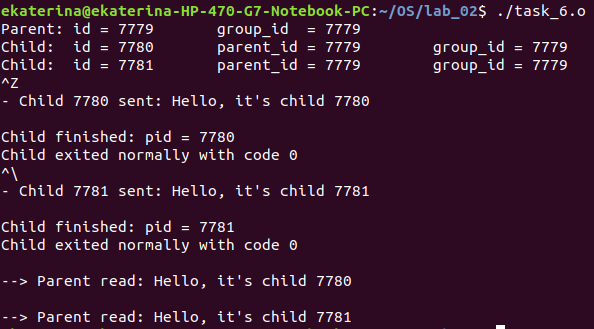 ekaterina@ekaterina-HP-470-G7-Notebook-PC:~/OS/lab_02$ ./task_6.o
Parent: id = 7779 group_id = 7779
Child: id = 7780 parent_id = 7779 group_id = 7779
Child: id = 7781 parent_id = 7779 group_id = 7779
^Z
- Child 7780 sent: Hello, it's child 7780
Child finished: pid = 7780
Child exited normally with code 0
^\
- Child 7781 sent: Hello, it's child 7781
Child finished: pid = 7781
Child exited normally with code 0
--> Parent read: Hello, it's child 7780
--> Parent read: Hello, it's child 7781